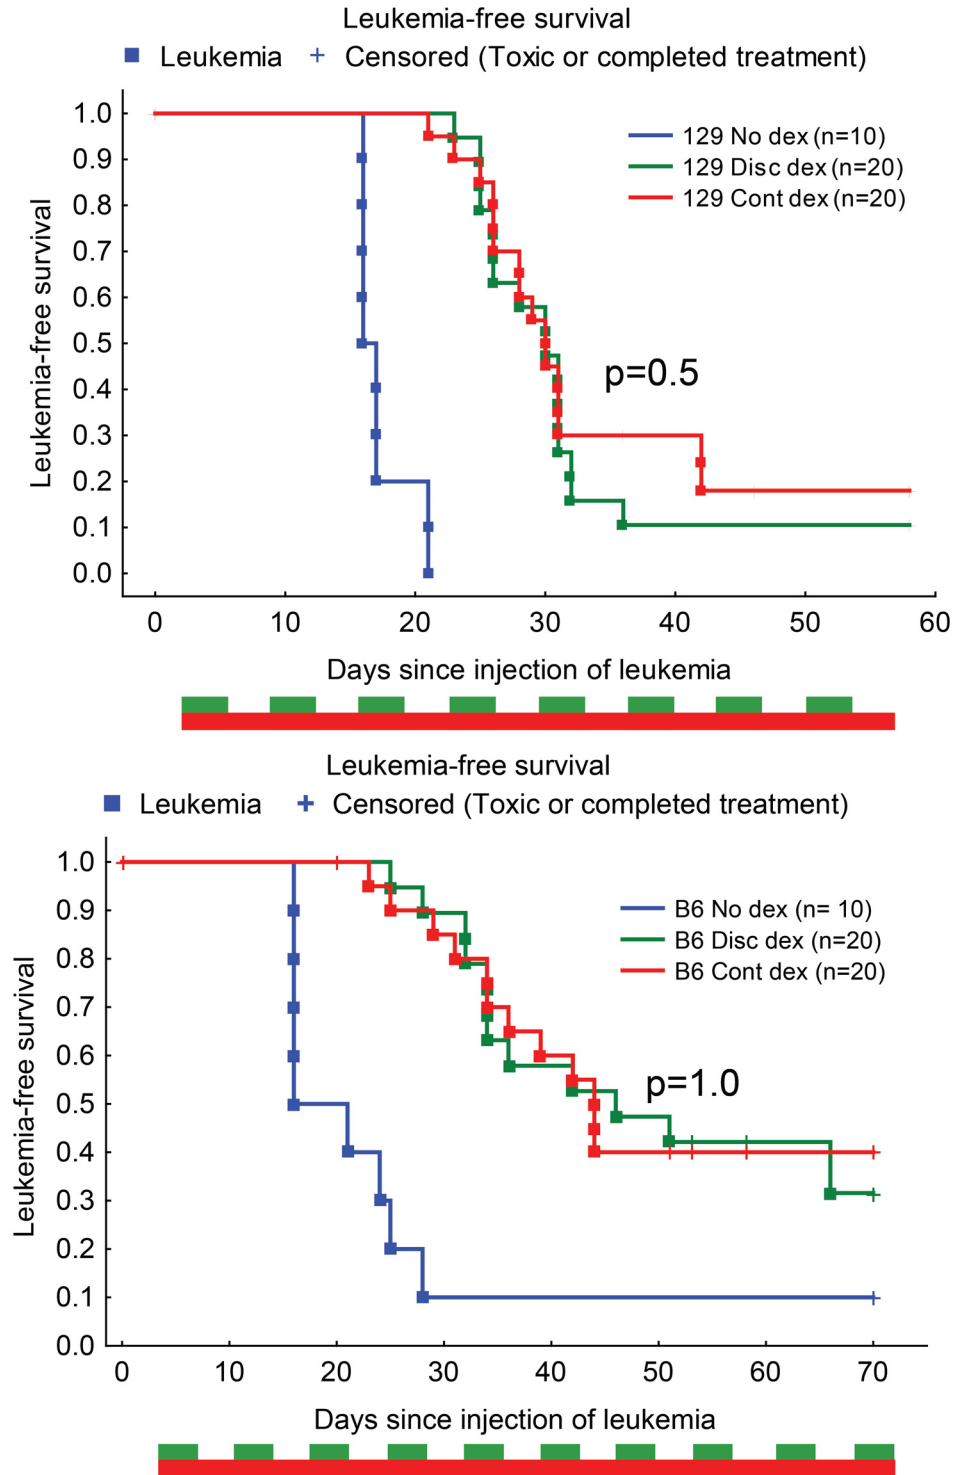 Leukemia-free survival
Leukemia + Censored (Toxic or completed treatment)
129 No dex (n=10)
129 Disc dex (n=20)
129 Cont dex (n=20)
Leukemia-free survival
1.0
0.9
0.8
0.7
0.6
0.5
0.4
0.3
0.2
0.1
0.0
p=0.5
0 10 20 30 40 50 60
Days since injection of leukemia
Leukemia-free survival
Leukemia + Censored (Toxic or completed treatment)
B6 No dex (n= 10)
B6 Disc dex (n=20)
B6 Cont dex (n=20)
Leukemia-free survival
1.0
0.9
0.8
0.7
0.6
0.5
0.4
0.3
0.2
0.1
0.0
p=1.0
0 10 20 30 40 50 60 70
Days since injection of leukemia